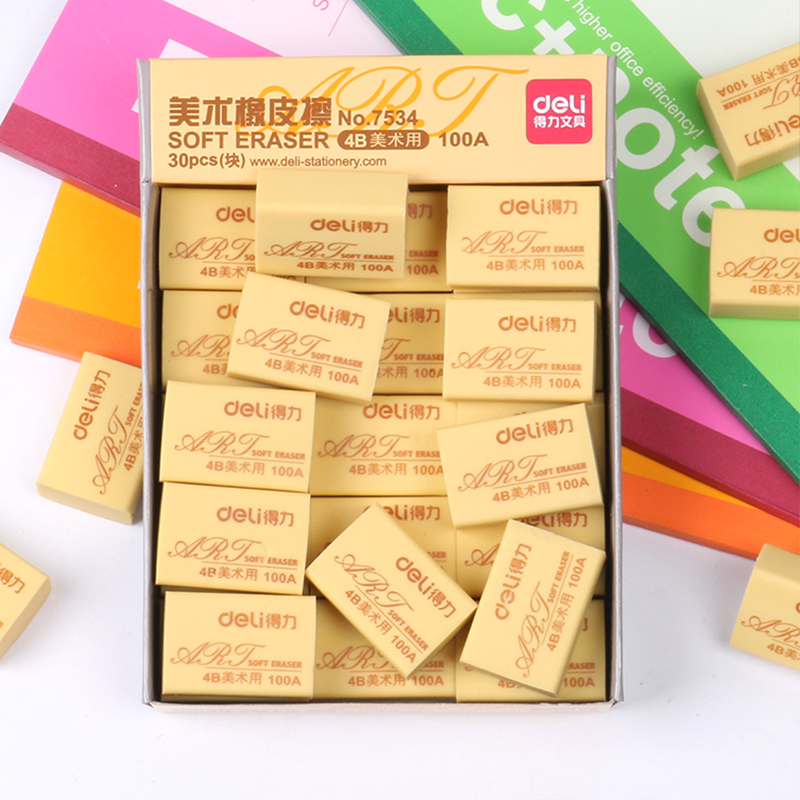 ART
美术橡皮擦 No.7534
SOFT ERASER 4B美术用 100A
30pcs(块) www.deli-stationery.com
deli
得力文具
higher office efficiency!
deli得力
ART SOFT ERASER
4B美术用 100A
deli得力
ART SOFT ERASER
4B美术用 100A
deli得力
ART SOFT ERASER
4B美术用 100A
deli得力
ART SOFT ERASER
4B美术用 100A
deli得力
ART SOFT ERASER
4B美术用 100A
deli得力
ART SOFT ERASER
4B美术用 100A
deli得力
ART SOFT ERASER
4B美术用 100A
deli得力
ART SOFT ERASER
4B美术用 100A
deli得力
ART SOFT ERASER
4B美术用 100A
deli得力
ART SOFT ERASER
4B美术用 100A
deli得力
ART SOFT ERASER
4B美术用 100A